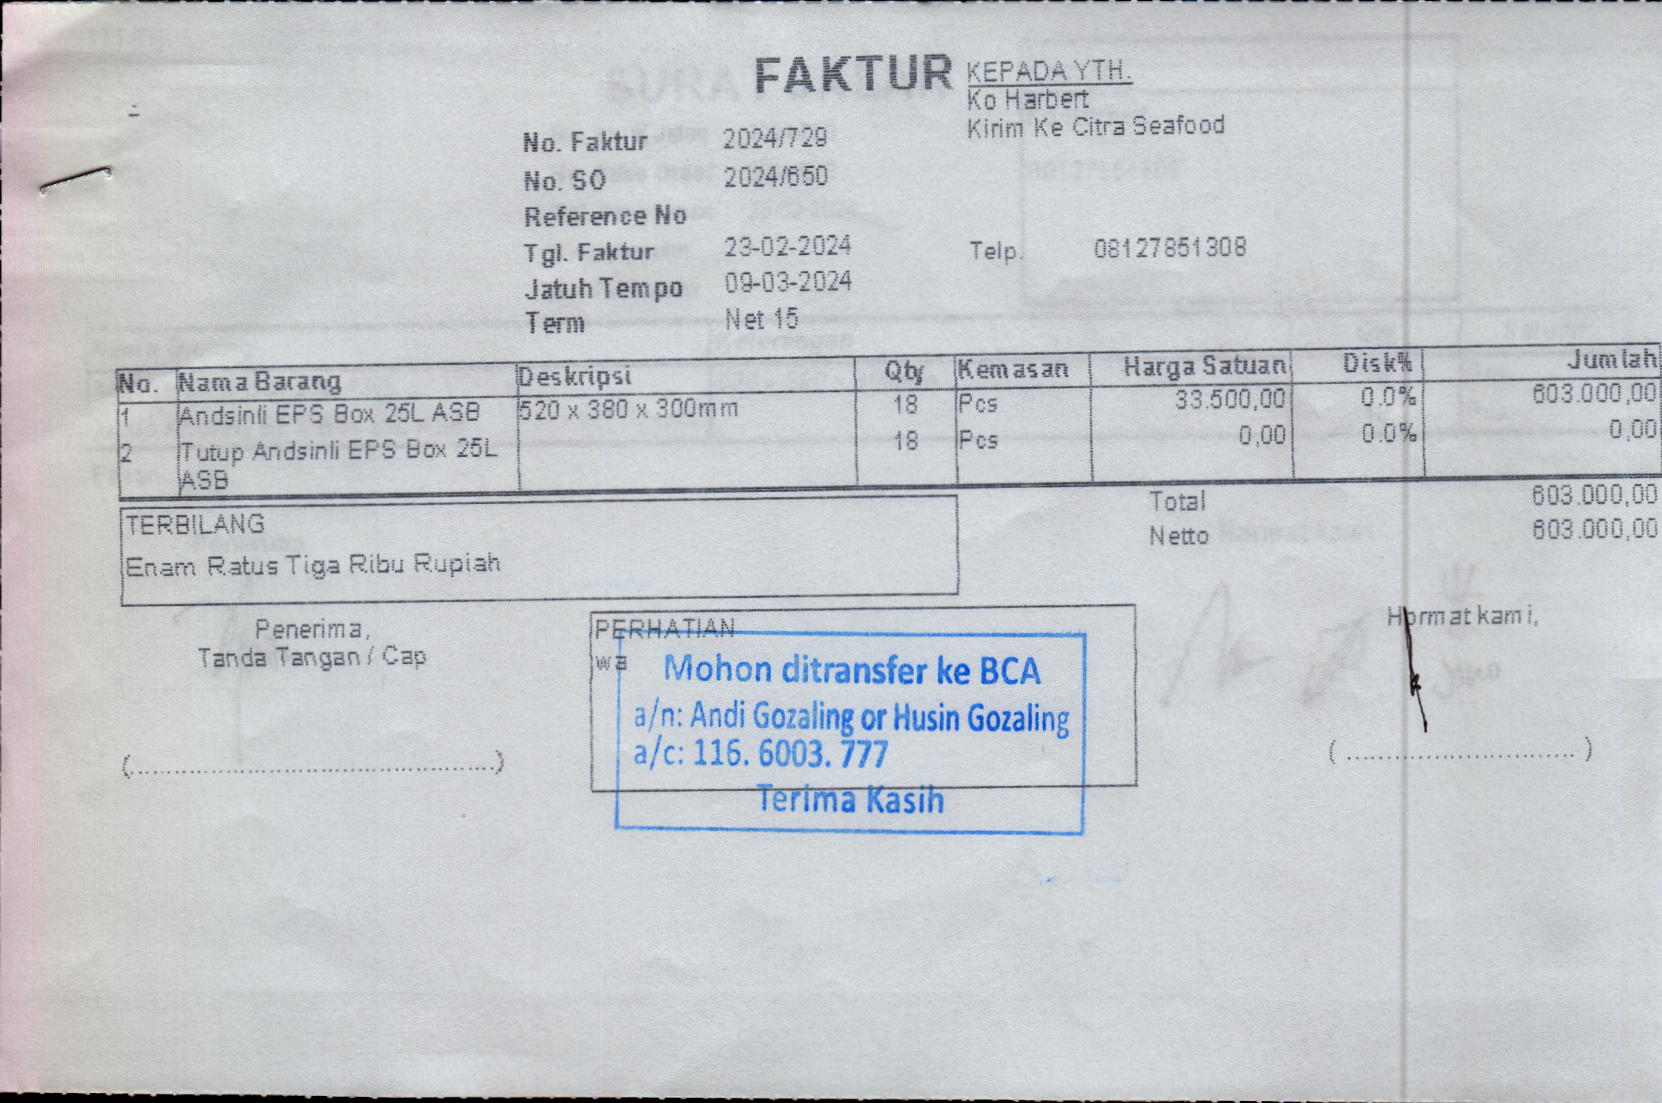 FAKTUR
KEPADA YTH.
Ko Harbert
Kirim Ke Citra Seafood
No. Faktur 2024/729
No. SO 2024/650
Reference No
Tgl. Faktur 23-02-2024
Telp. 08127851308
Jatuh Tempo 09-03-2024
Term Net 15
No. Nama Barang Deskripsi Qty Kemasan Harga Satuan Disk% Jumlah
1 Andsinli EPS Box 25L ASB 520 x 380 x 300mm 18 Pcs 33.500,00 0.0% 603.000,00
2 Tutup Andsinli EPS Box 25L 18 Pcs 0,00 0.0% 0,00
ASB
Total 603.000,00
Netto 603.000,00
TERBILANG
Enam Ratus Tiga Ribu Rupiah
Penerima,
Tanda Tangan / Cap
(..............................................)
PERHATIAN
wa
Mohon ditransfer ke BCA
a/n: Andi Gozaling or Husin Gozaling
a/c: 116. 6003. 777
Terima Kasih
Hormat kami,
( ............................. )